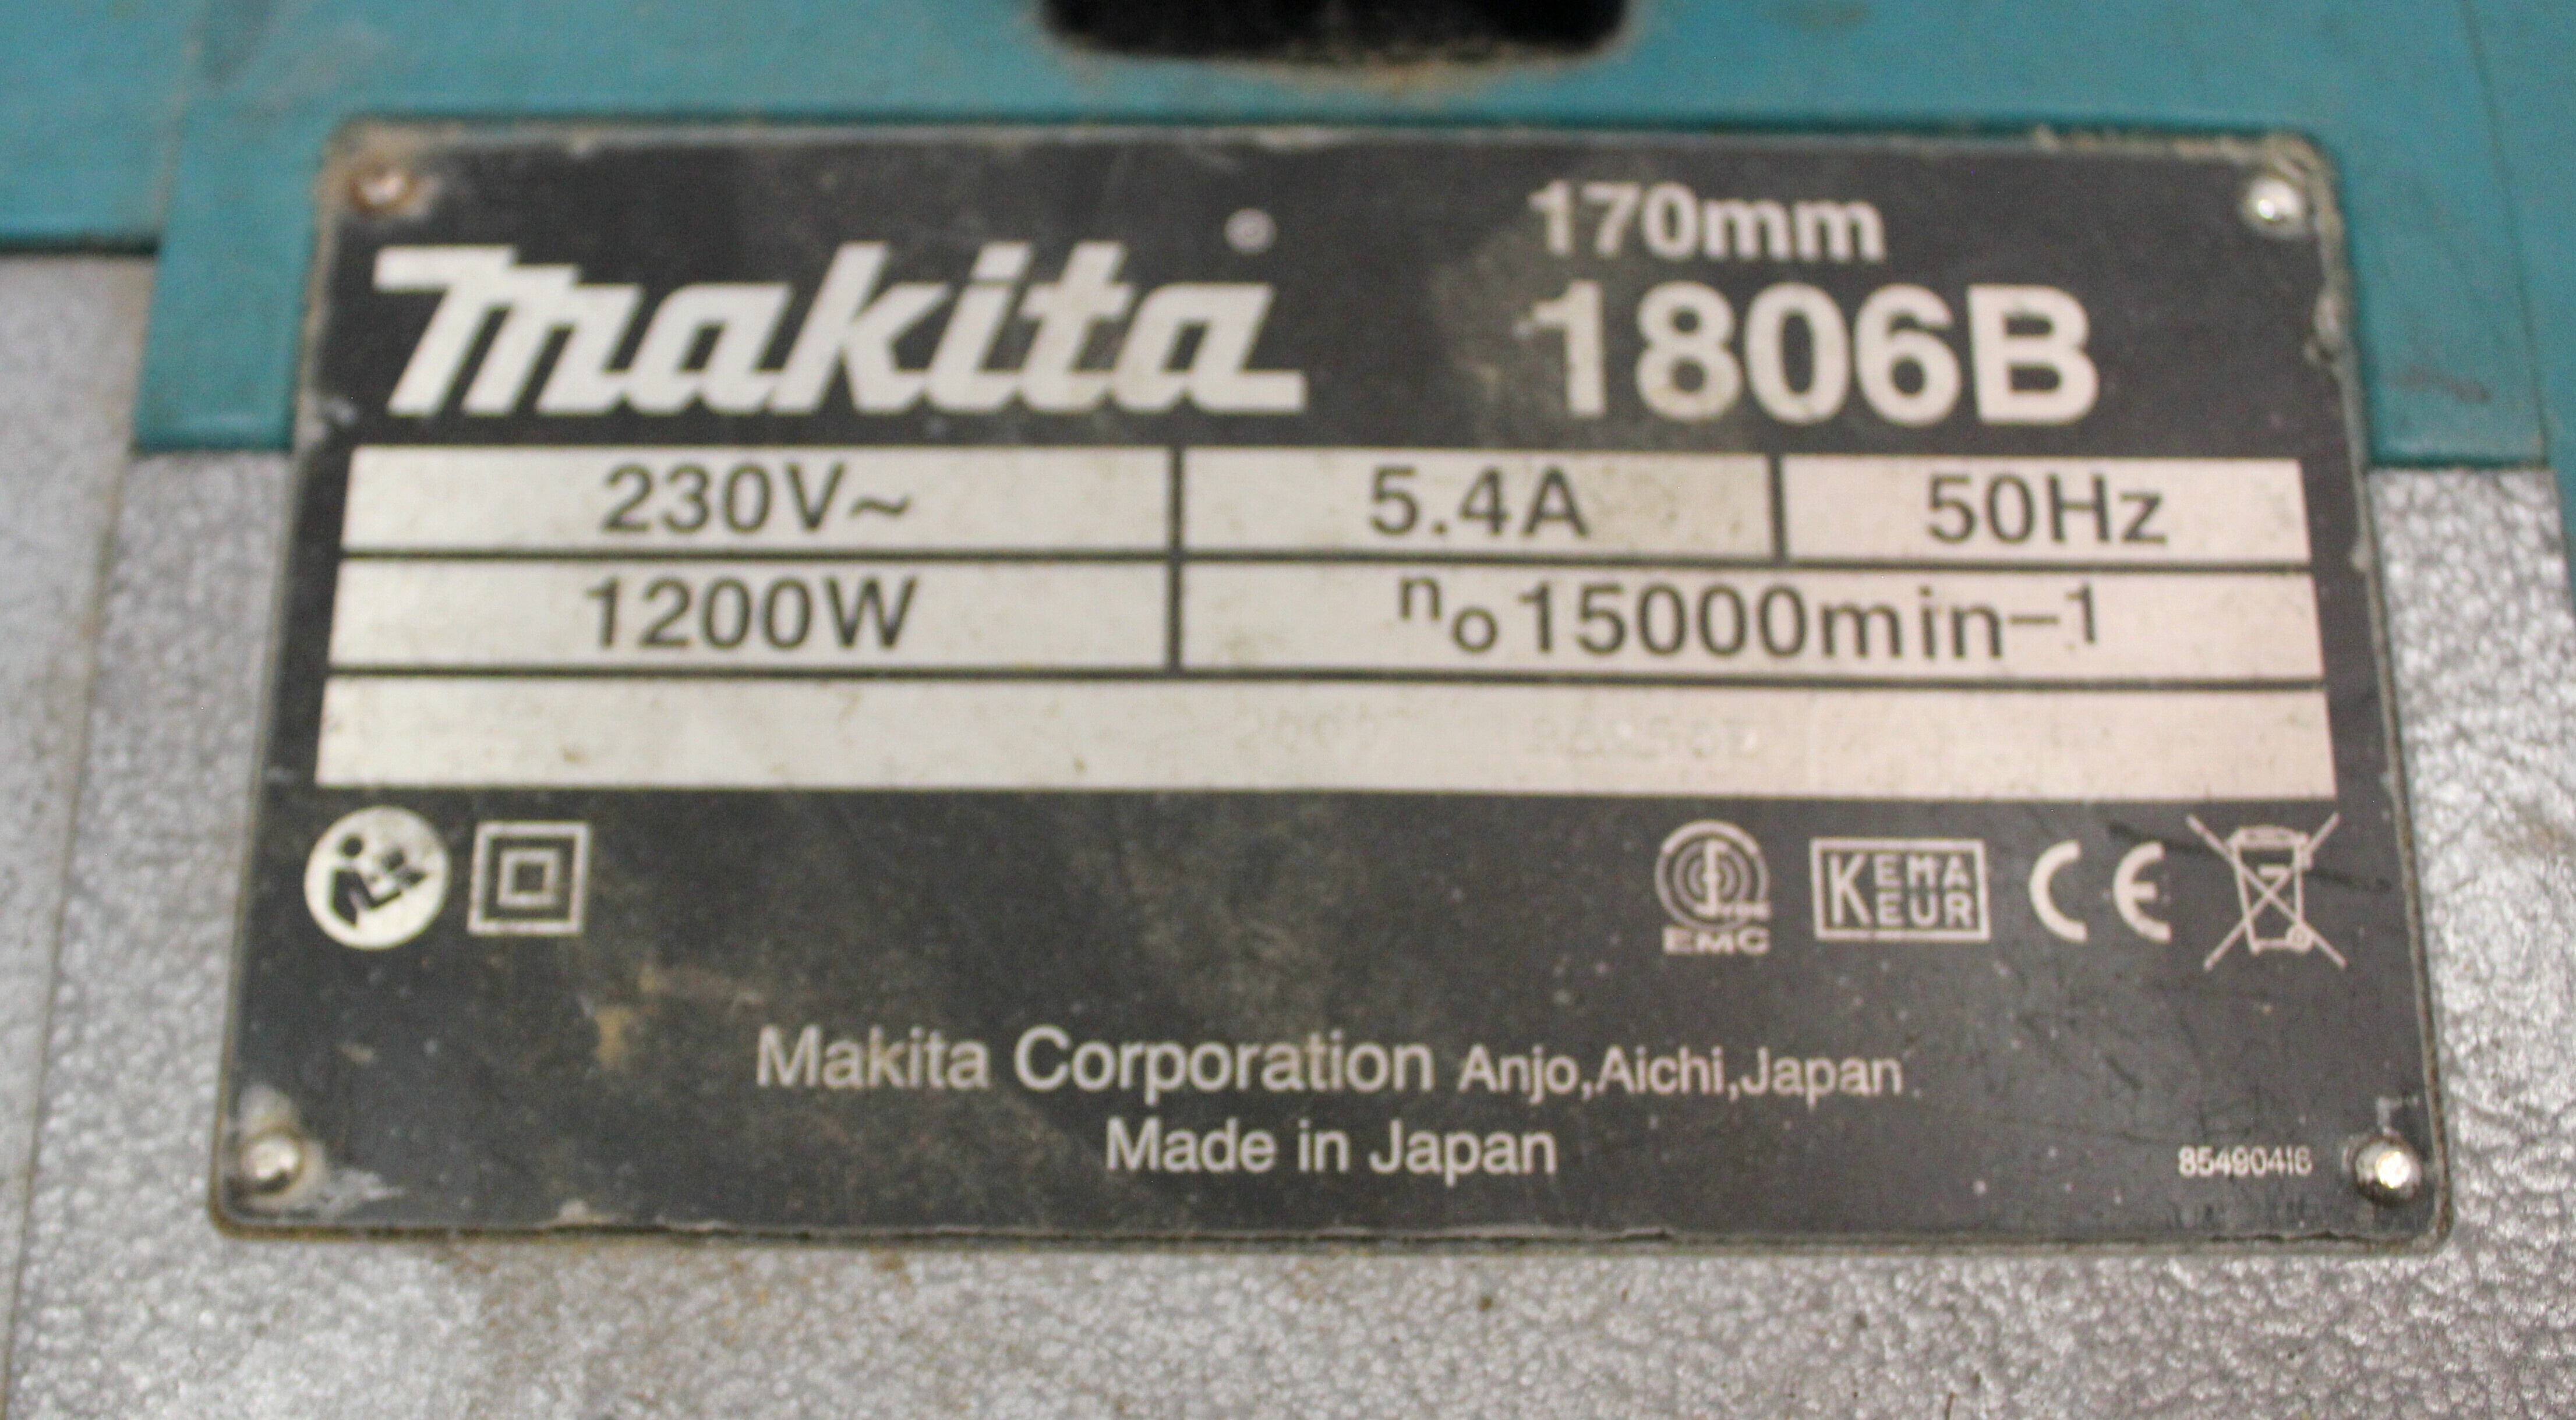 170mm
makita® 1806B
230V~ 5.4A 50Hz
1200W no15000min-1
EMC KEMA KEUR CE
Makita Corporation Anjo,Aichi,Japan
Made in Japan
85490416